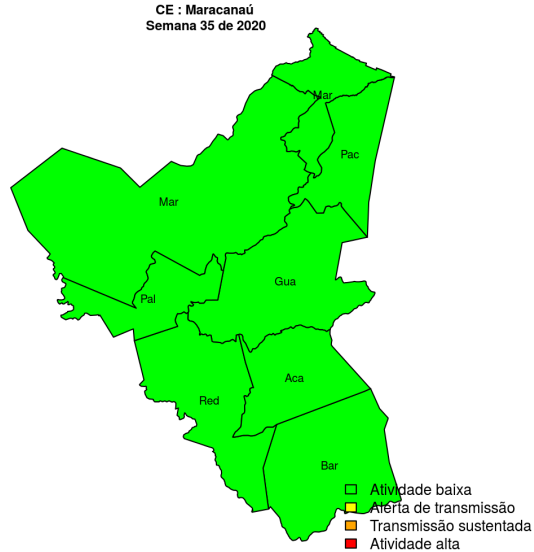 CE : Maracanaú
Semana 35 de 2020
Mar
Pac
Mar
Gua
Pal
Aca
Red
Bar
Atividade baixa
Alerta de transmissão
Transmissão sustentada
Atividade alta